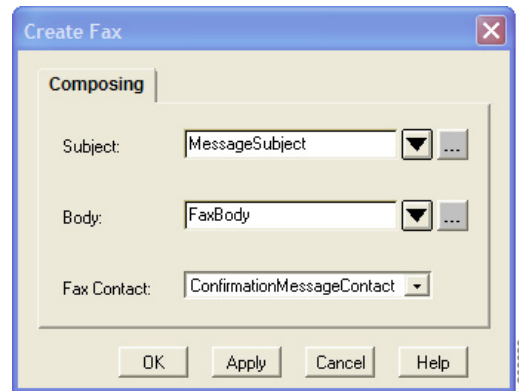 Create Fax
Composing
Subject: MessageSubject ...
Body: FaxBody ...
Fax Contact: ConfirmationMessageContact
OK Apply Cancel Help